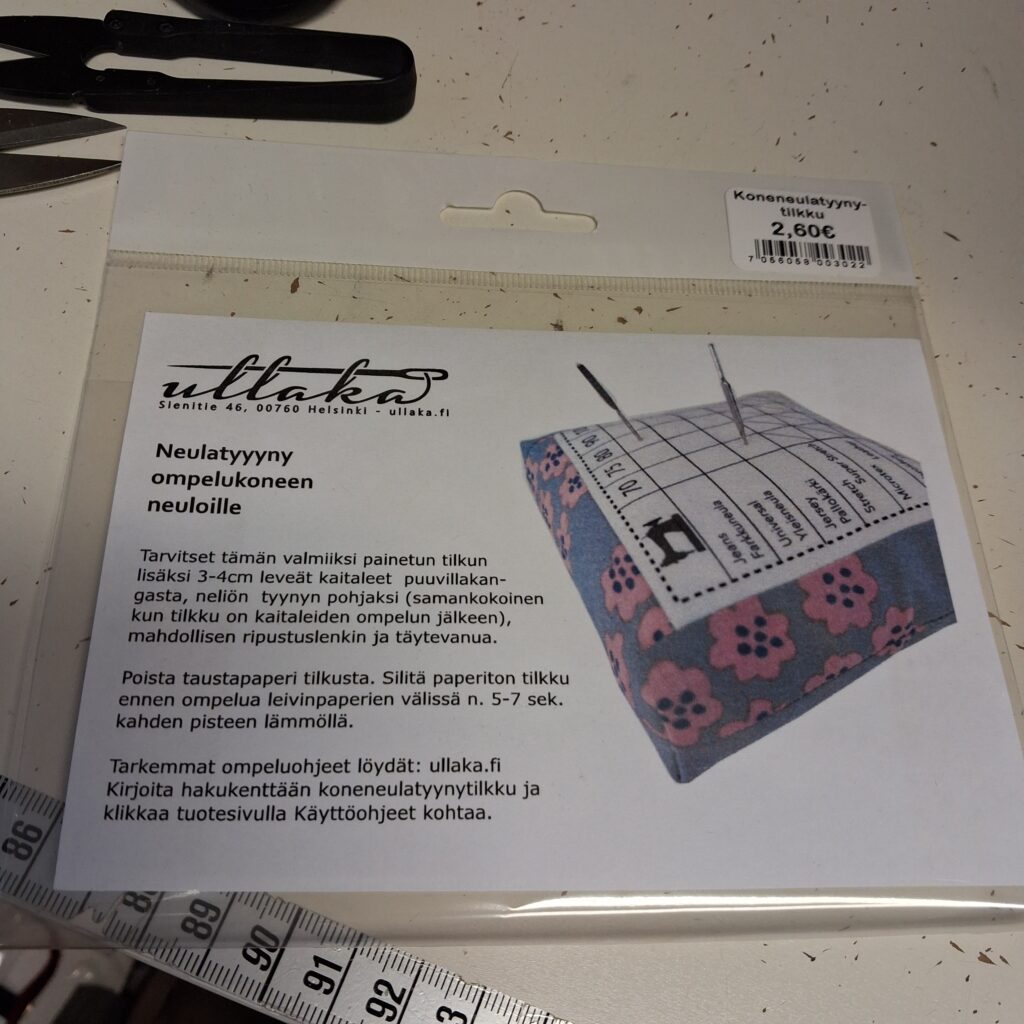 Koneneulatyyny-
tilkku
2,60€
7 056058 003022
ullaka
Sienitie 46, 00760 Helsinki - ullaka.fi
Neulatyyyny
ompelukoneen
neuloille
Tarvitset tämän valmiiksi painetun tilkun
lisäksi 3-4cm leveät kaitaleet puuvillakan-
gasta, neliön tyynyn pohjaksi (samankokoinen
kun tilkku on kaitaleiden ompelun jälkeen),
mahdollisen ripustuslenkin ja täytevanua.
Poista taustapaperi tilkusta. Silitä paperiton tilkku
ennen ompelua leivinpaperien välissä n. 5-7 sek.
kahden pisteen lämmöllä.
Tarkemmat ompeluohjeet löydät: ullaka.fi
Kirjoita hakukenttään koneneulatyynytilkku ja
klikkaa tuotesivulla Käyttöohjeet kohtaa.
70 75 80 90
Jeans
Farkkuneula
Universal
Yleisneula
Jersey
Pallokärki
Stretch
Super Stretch
Microtex
86
89
90
91
92
3